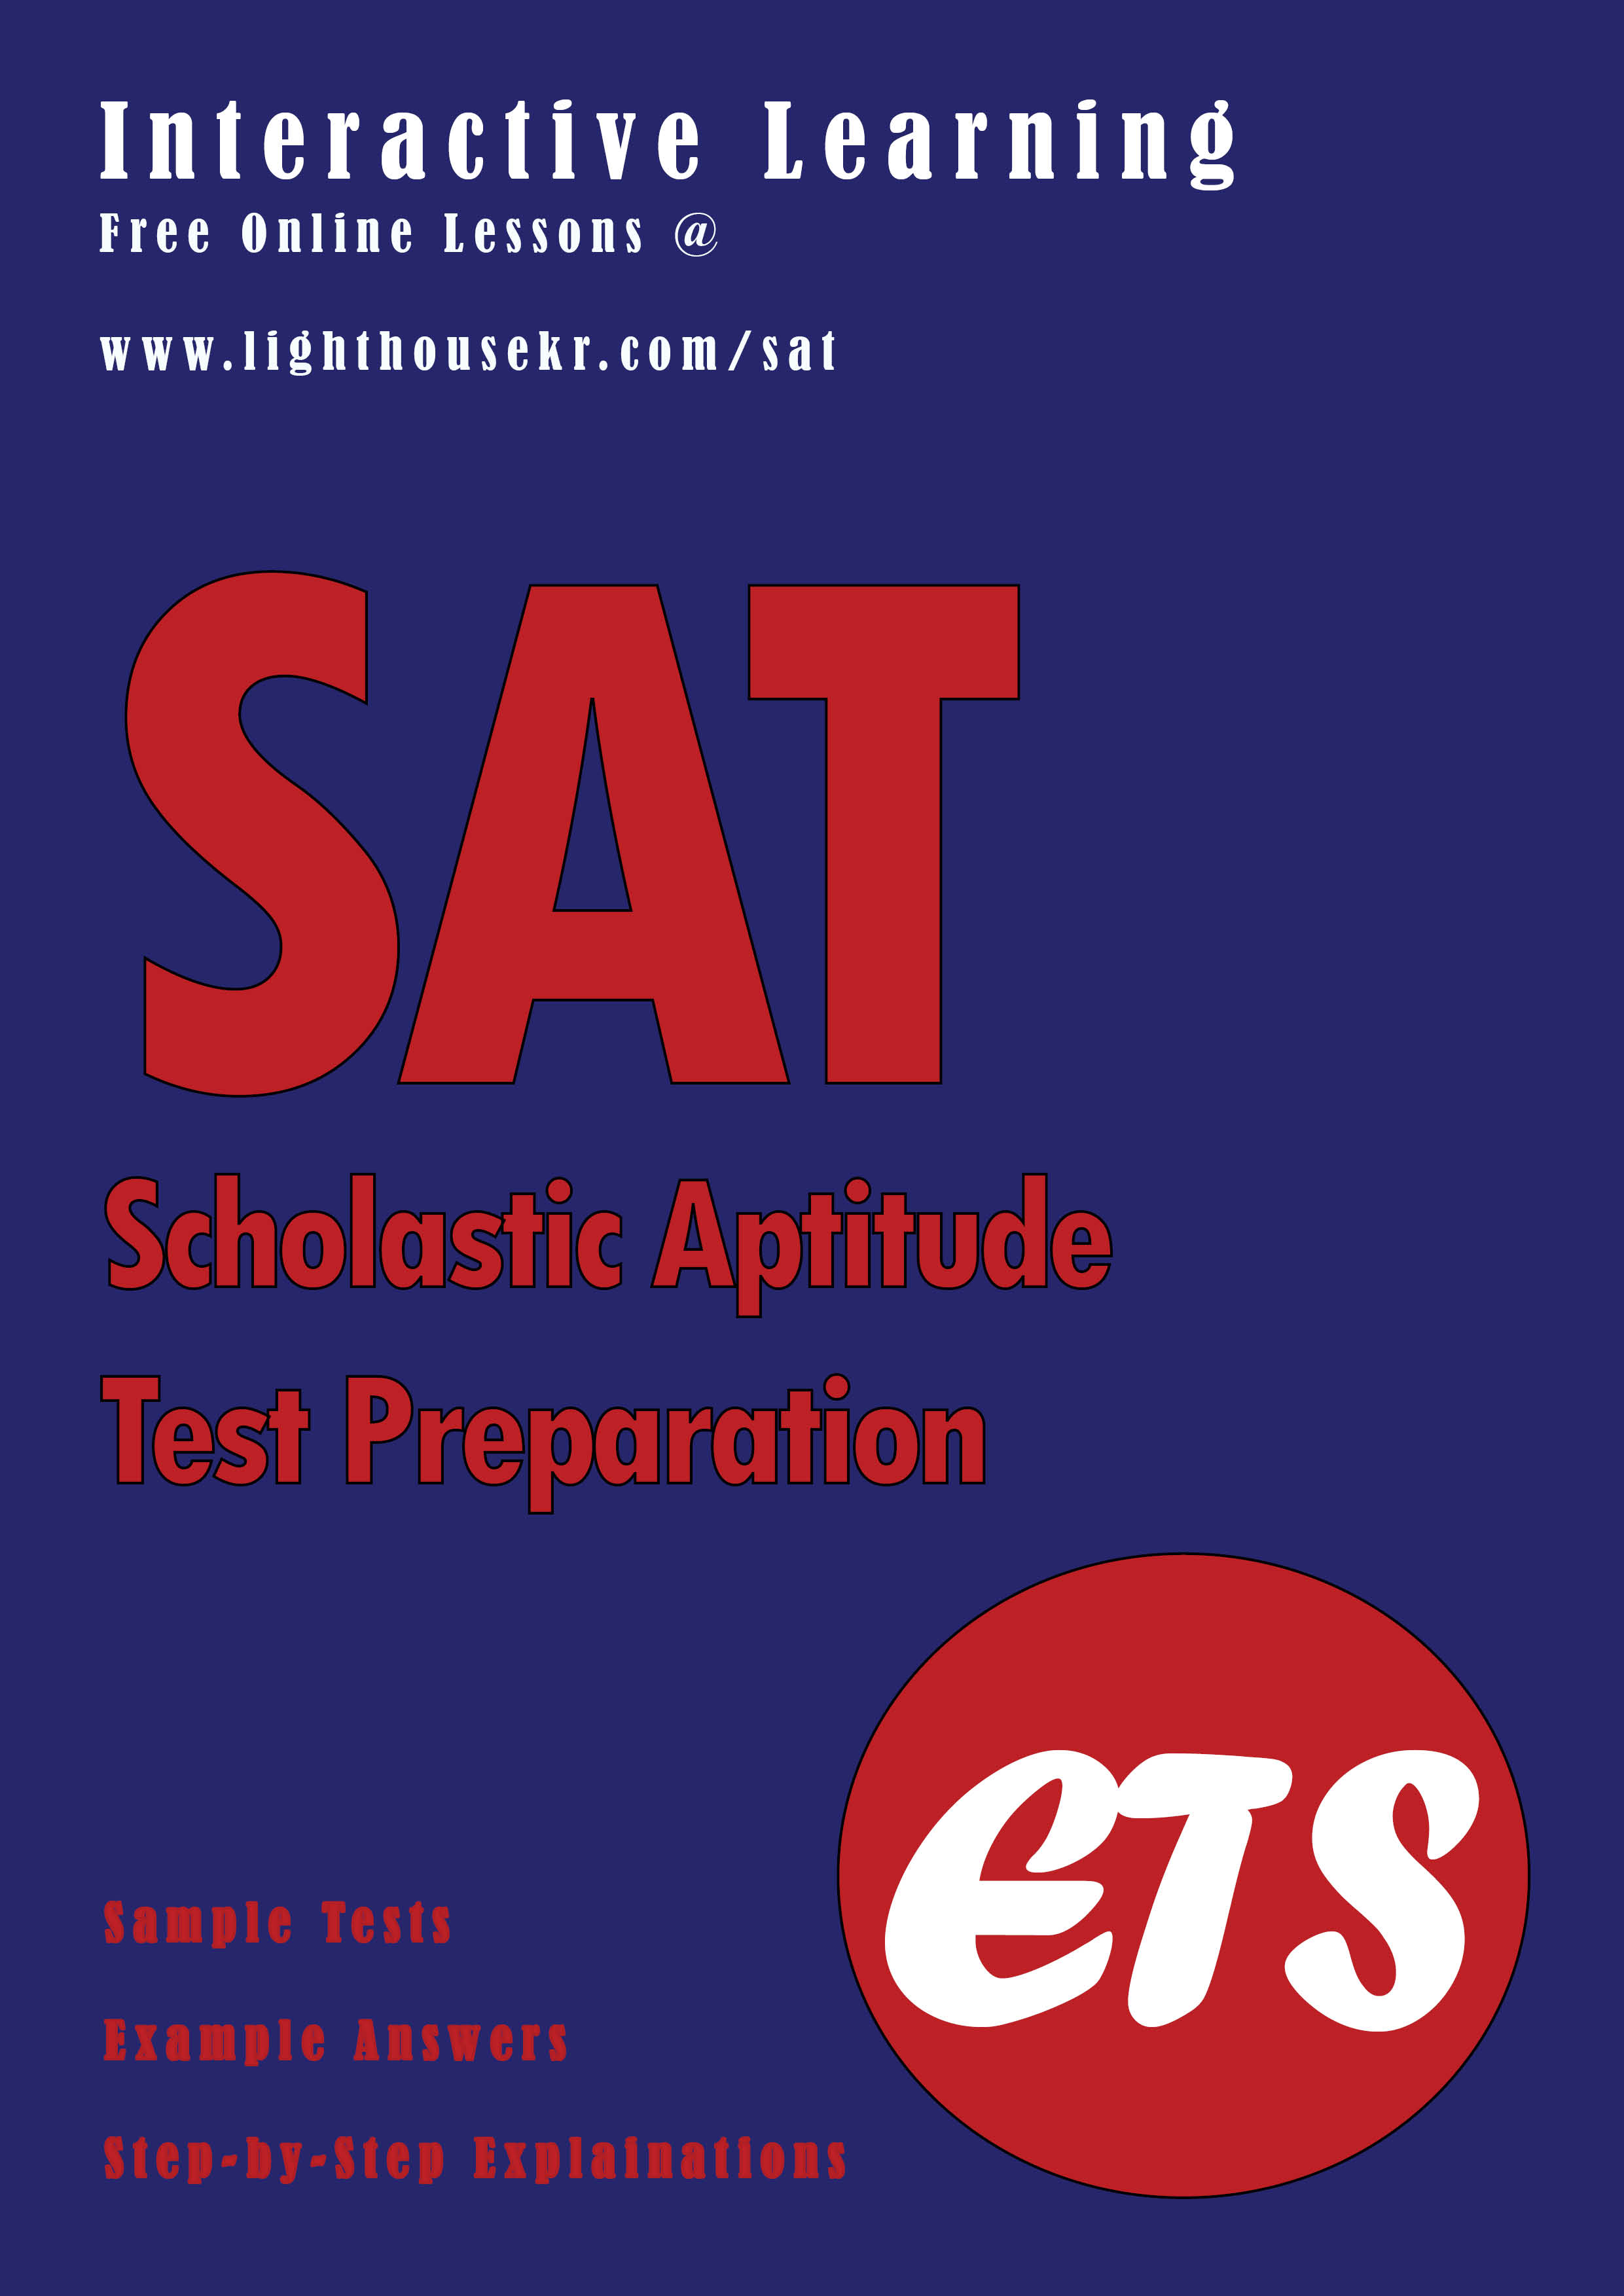 Interactive Learning
Free Online Lessons @
www.lighthousekr.com/sat
SAT
Scholastic Aptitude
Test Preparation
ETS
Sample Tests
Example Answers
Step-by-Step Explainations